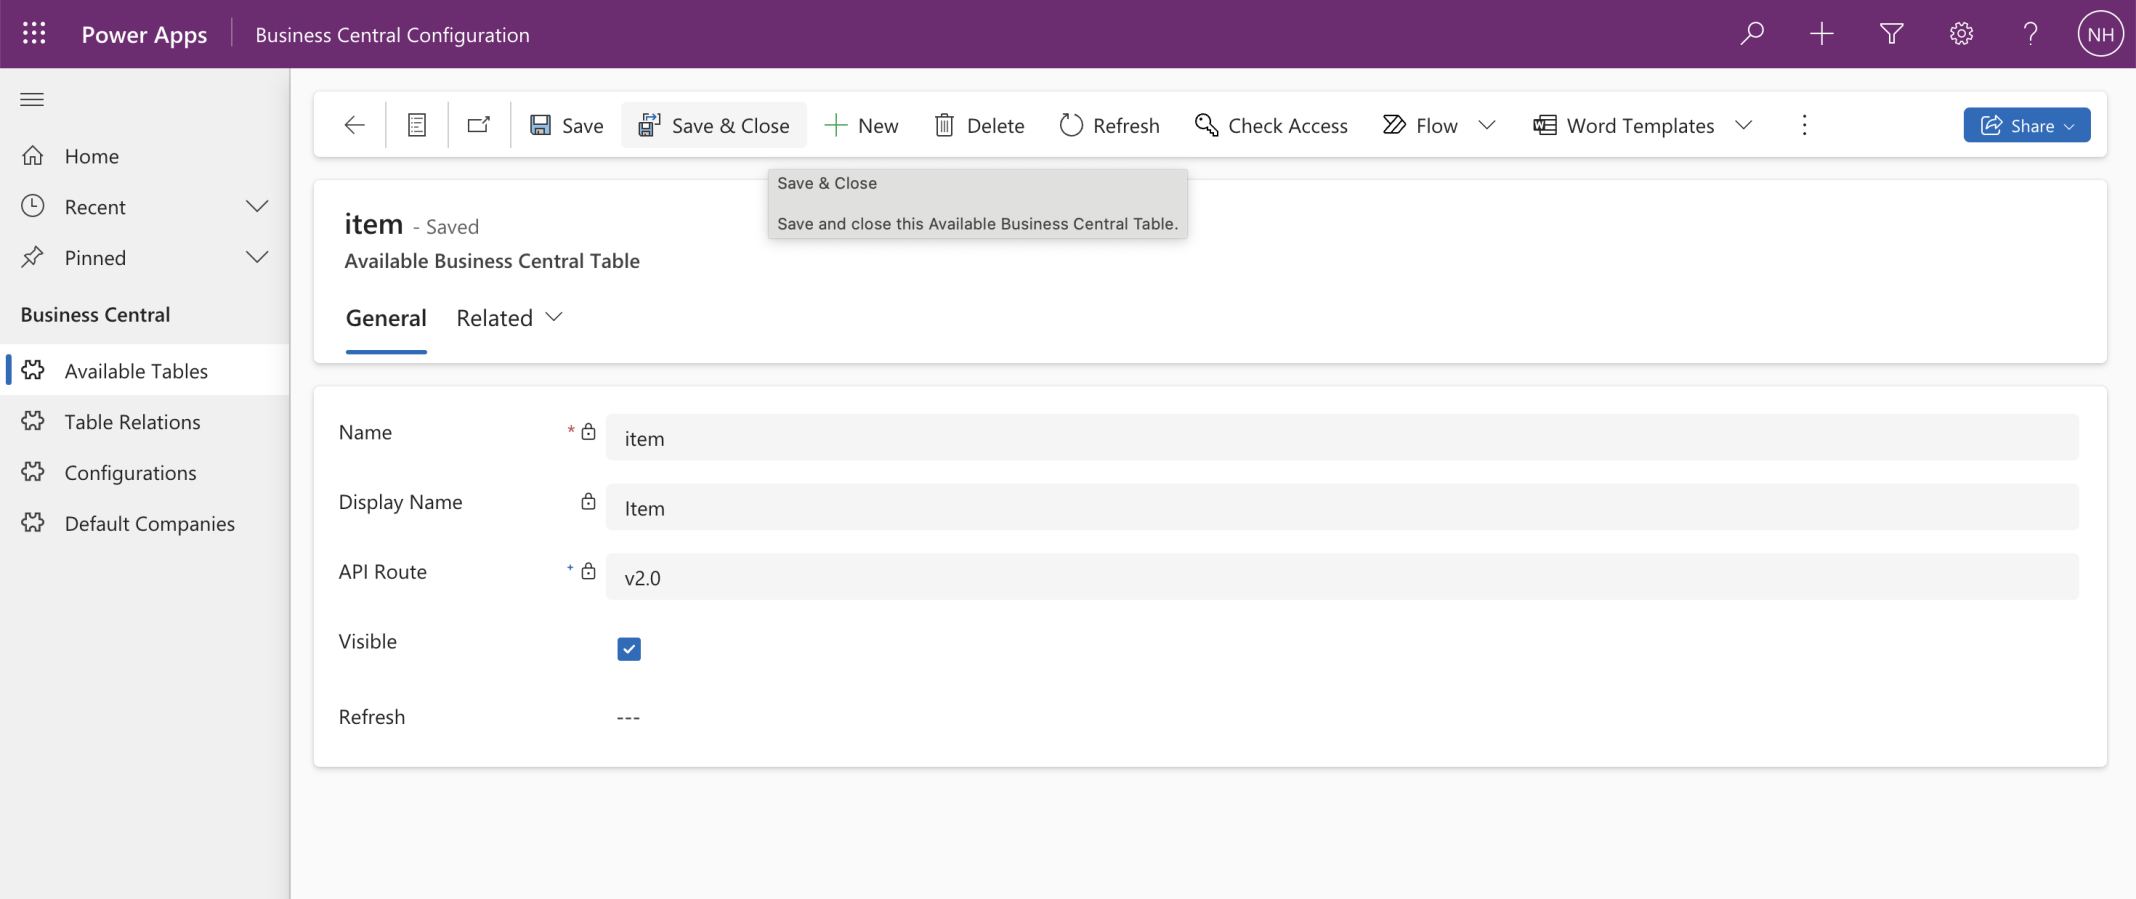 Power Apps
Business Central Configuration
NH
Save
Save & Close
New
Delete
Refresh
Check Access
Flow
Word Templates
Share
Home
Recent
Pinned
Business Central
Available Tables
Table Relations
Configurations
Default Companies
Save & Close
Save and close this Available Business Central Table.
item - Saved
Available Business Central Table
General
Related
Name * item
Display Name Item
API Route + v2.0
Visible
Refresh ---